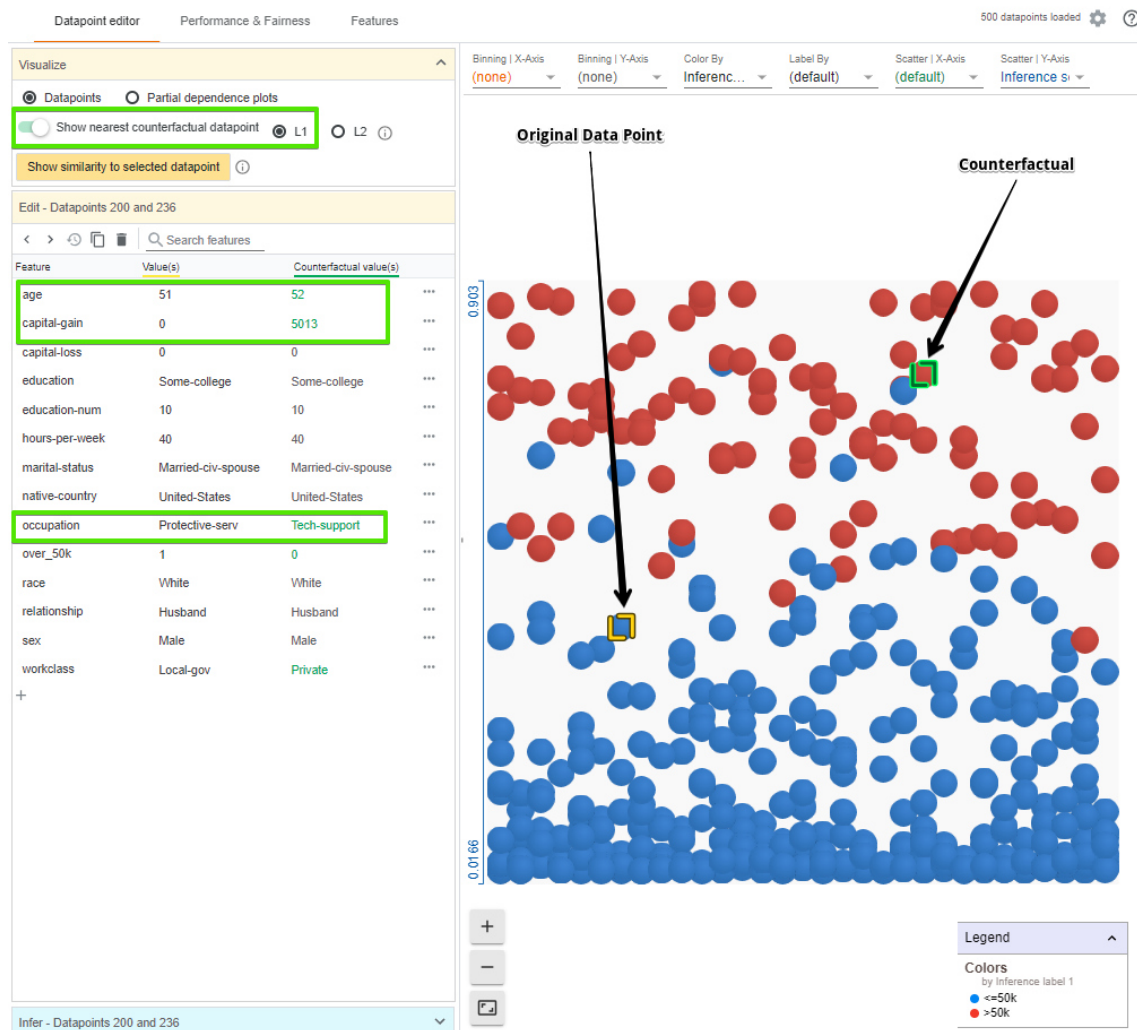 Datapoint editor Performance & Fairness Features 500 datapoints loaded
Visualize
Datapoints Partial dependence plots
Show nearest counterfactual datapoint L1 L2
Show similarity to selected datapoint
Edit - Datapoints 200 and 236
Search features
Feature Value(s) Counterfactual value(s)
age 51 52
capital-gain 0 5013
capital-loss 0 0
education Some-college Some-college
education-num 10 10
hours-per-week 40 40
marital-status Married-civ-spouse Married-civ-spouse
native-country United-States United-States
occupation Protective-serv Tech-support
over_50k 1 0
race White White
relationship Husband Husband
sex Male Male
workclass Local-gov Private
+
Infer - Datapoints 200 and 236
Binning | X-Axis Binning | Y-Axis Color By Label By Scatter | X-Axis Scatter | Y-Axis
(none) (none) Inferenc... (default) (default) Inference s
Original Data Point
Counterfactual
0.903
0.0166
+
−
Legend
Colors
by Inference label 1
<=50k
>50k